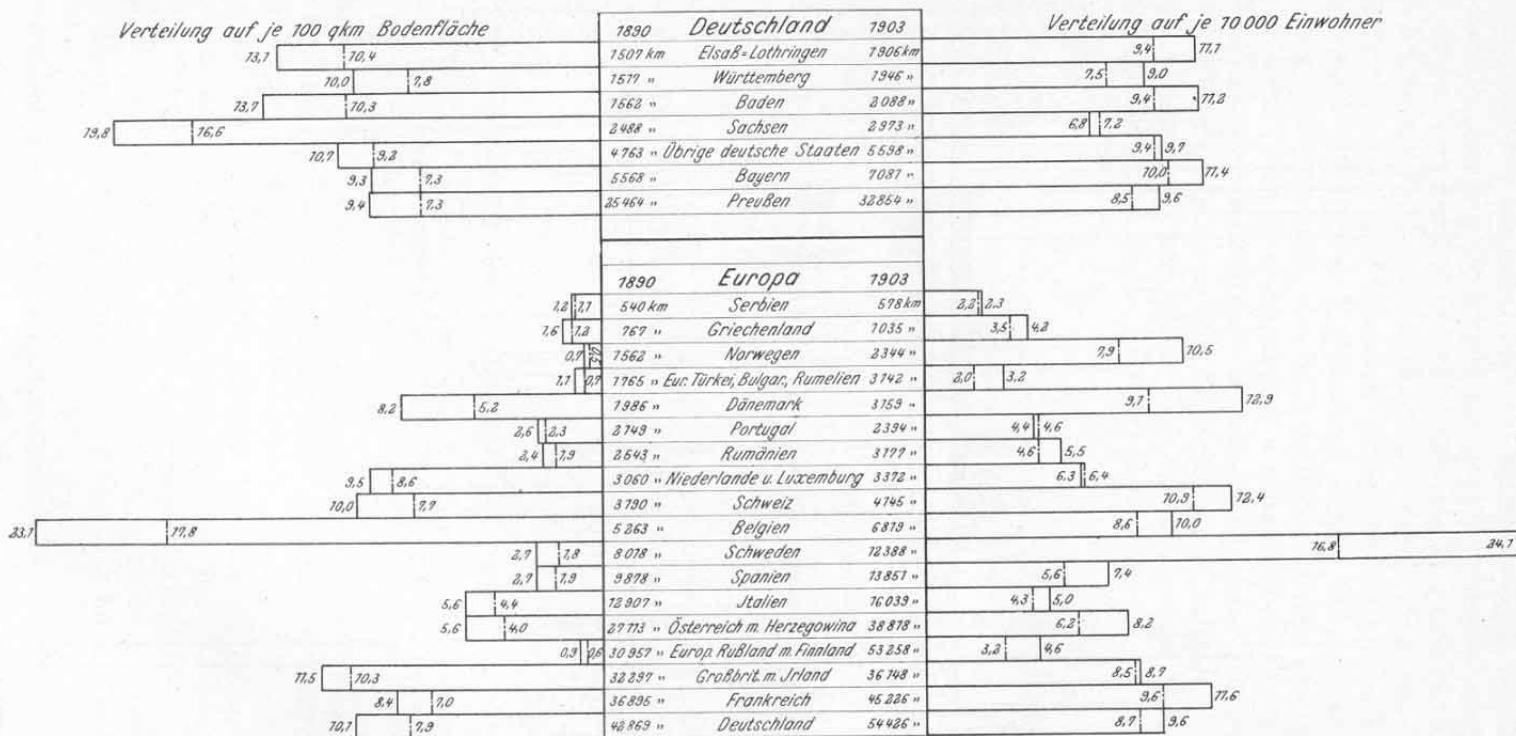 Verteilung auf je 100 qkm Bodenfläche
1890 Deutschland 1903
Verteilung auf je 10000 Einwohner
13,1 10,4 1507 km Elsaß=Lothringen 1906 km 9,4 11,1
10,0 7,8 1517 " Württemberg 1946 " 7,5 9,0
13,7 10,3 1562 " Baden 2088 " 9,4 11,2
19,8 16,6 2488 " Sachsen 2973 " 6,8 7,2
10,7 9,2 4763 " Übrige deutsche Staaten 5598 " 9,4 9,7
9,3 7,3 5568 " Bayern 7081 " 10,0 11,4
9,4 7,3 25464 " Preußen 32854 " 8,5 9,6
1890 Europa 1903
1,2 1,1 540 km Serbien 578 km 2,2 2,3
1,6 1,2 767 " Griechenland 1035 " 3,5 4,2
0,7 0,5 1562 " Norwegen 2344 " 7,9 10,5
1,1 0,7 1765 " Eur. Türkei, Bulgar., Rumelien 3142 " 2,0 3,2
8,2 5,2 1986 " Dänemark 3159 " 9,1 12,9
2,6 2,3 2149 " Portugal 2394 " 4,4 4,6
2,4 1,9 2543 " Rumänien 3177 " 4,6 5,5
9,5 8,6 3060 " Niederlande u. Luxemburg 3372 " 6,3 6,4
10,0 7,7 3190 " Schweiz 4145 " 10,9 12,4
23,1 17,8 5263 " Belgien 6819 " 8,6 10,0
2,7 1,8 8018 " Schweden 12388 " 16,8 24,1
2,7 1,9 9878 " Spanien 13851 " 5,6 7,4
5,6 4,4 12907 " Jtalien 16039 " 4,3 5,0
5,6 4,0 27113 " Österreich m. Herzegowina 38818 " 6,2 8,2
0,9 0,6 30957 " Europ. Rußland m. Finnland 53258 " 3,2 4,6
11,5 10,3 32297 " Großbrit. m. Jrland 36148 " 8,5 8,7
8,4 7,0 36895 " Frankreich 45226 " 9,6 11,6
10,1 7,9 42869 " Deutschland 54426 " 8,7 9,6